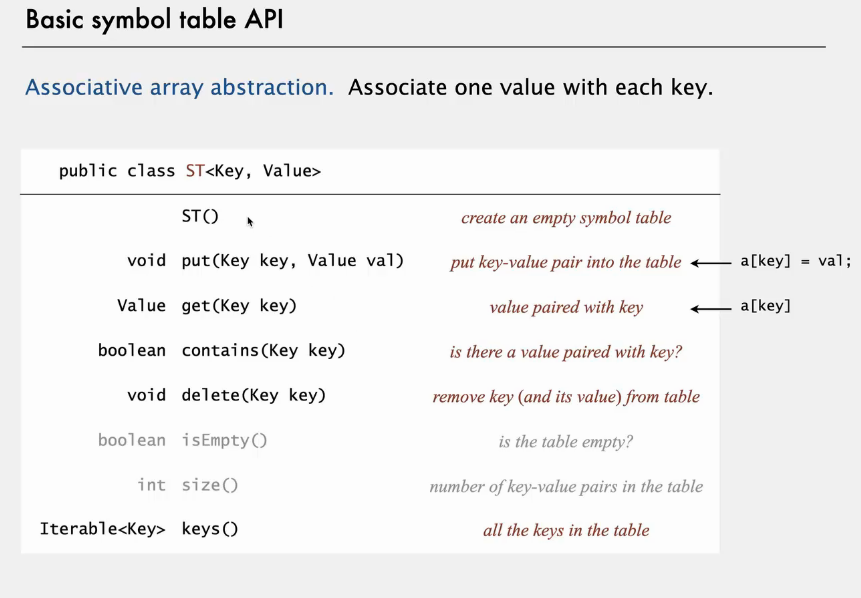 Basic symbol table API
Associative array abstraction. Associate one value with each key.
public class ST<Key, Value>
ST() create an empty symbol table
void put(Key key, Value val) put key-value pair into the table a[key] = val;
Value get(Key key) value paired with key a[key]
boolean contains(Key key) is there a value paired with key?
void delete(Key key) remove key (and its value) from table
boolean isEmpty() is the table empty?
int size() number of key-value pairs in the table
Iterable<Key> keys() all the keys in the table